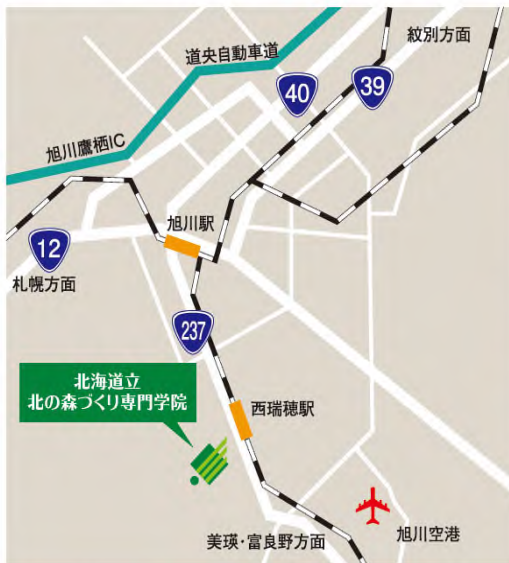 紋別方面
道央自動車道
40
39
旭川鷹栖IC
旭川駅
12
札幌方面
237
北海道立
北の森づくり専門学院
西瑞穂駅
旭川空港
美瑛・富良野方面